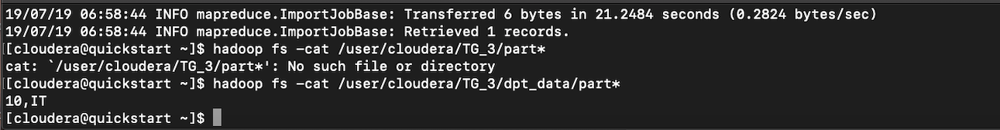 19/07/19 06:58:44 INFO mapreduce.ImportJobBase: Transferred 6 bytes in 21.2484 seconds (0.2824 bytes/sec)
19/07/19 06:58:44 INFO mapreduce.ImportJobBase: Retrieved 1 records.
[cloudera@quickstart ~]$ hadoop fs -cat /user/cloudera/TG_3/part*
cat: `/user/cloudera/TG_3/part*': No such file or directory
[cloudera@quickstart ~]$ hadoop fs -cat /user/cloudera/TG_3/dpt_data/part*
10,IT
[cloudera@quickstart ~]$